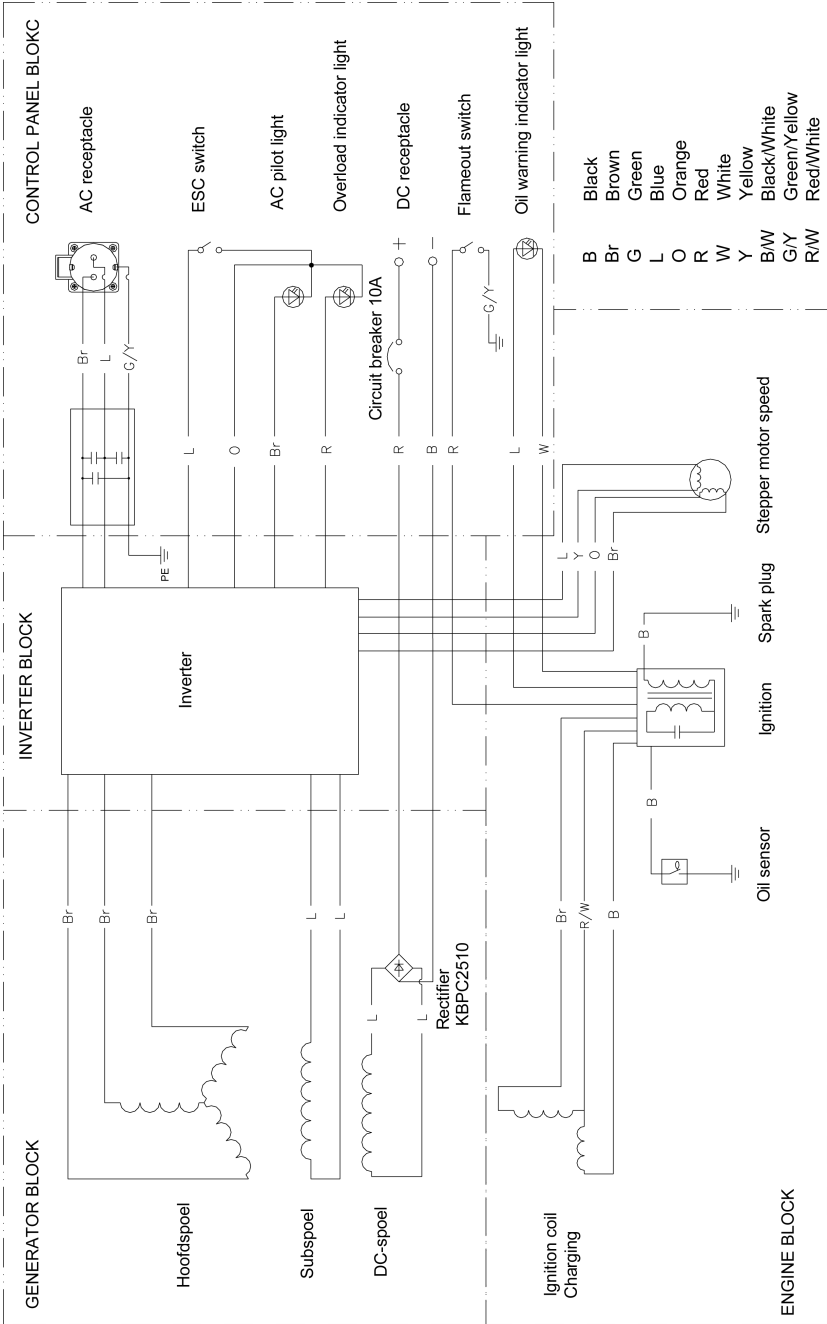 GENERATOR BLOCK
INVERTER BLOCK
CONTROL PANEL BLOKC
Hoofdspoel
Subspoel
DC-spoel
Br
Br
Br
L
L
L
L
Rectifier
KBPC2510
Inverter
PE
Br
L
G/Y
L
O
Br
R
R
B
R
L
W
Circuit breaker 10A
+
−
G/Y
AC receptacle
ESC switch
AC pilot light
Overload indicator light
DC receptacle
Flameout switch
Oil warning indicator light
Ignition coil
Charging
Br
R/W
B
B
B
L
Y
O
Br
Oil sensor
Ignition
Spark plug
Stepper motor speed
ENGINE BLOCK
B Black
Br Brown
G Green
L Blue
O Orange
R Red
W White
Y Yellow
B/W Black/White
G/Y Green/Yellow
R/W Red/White